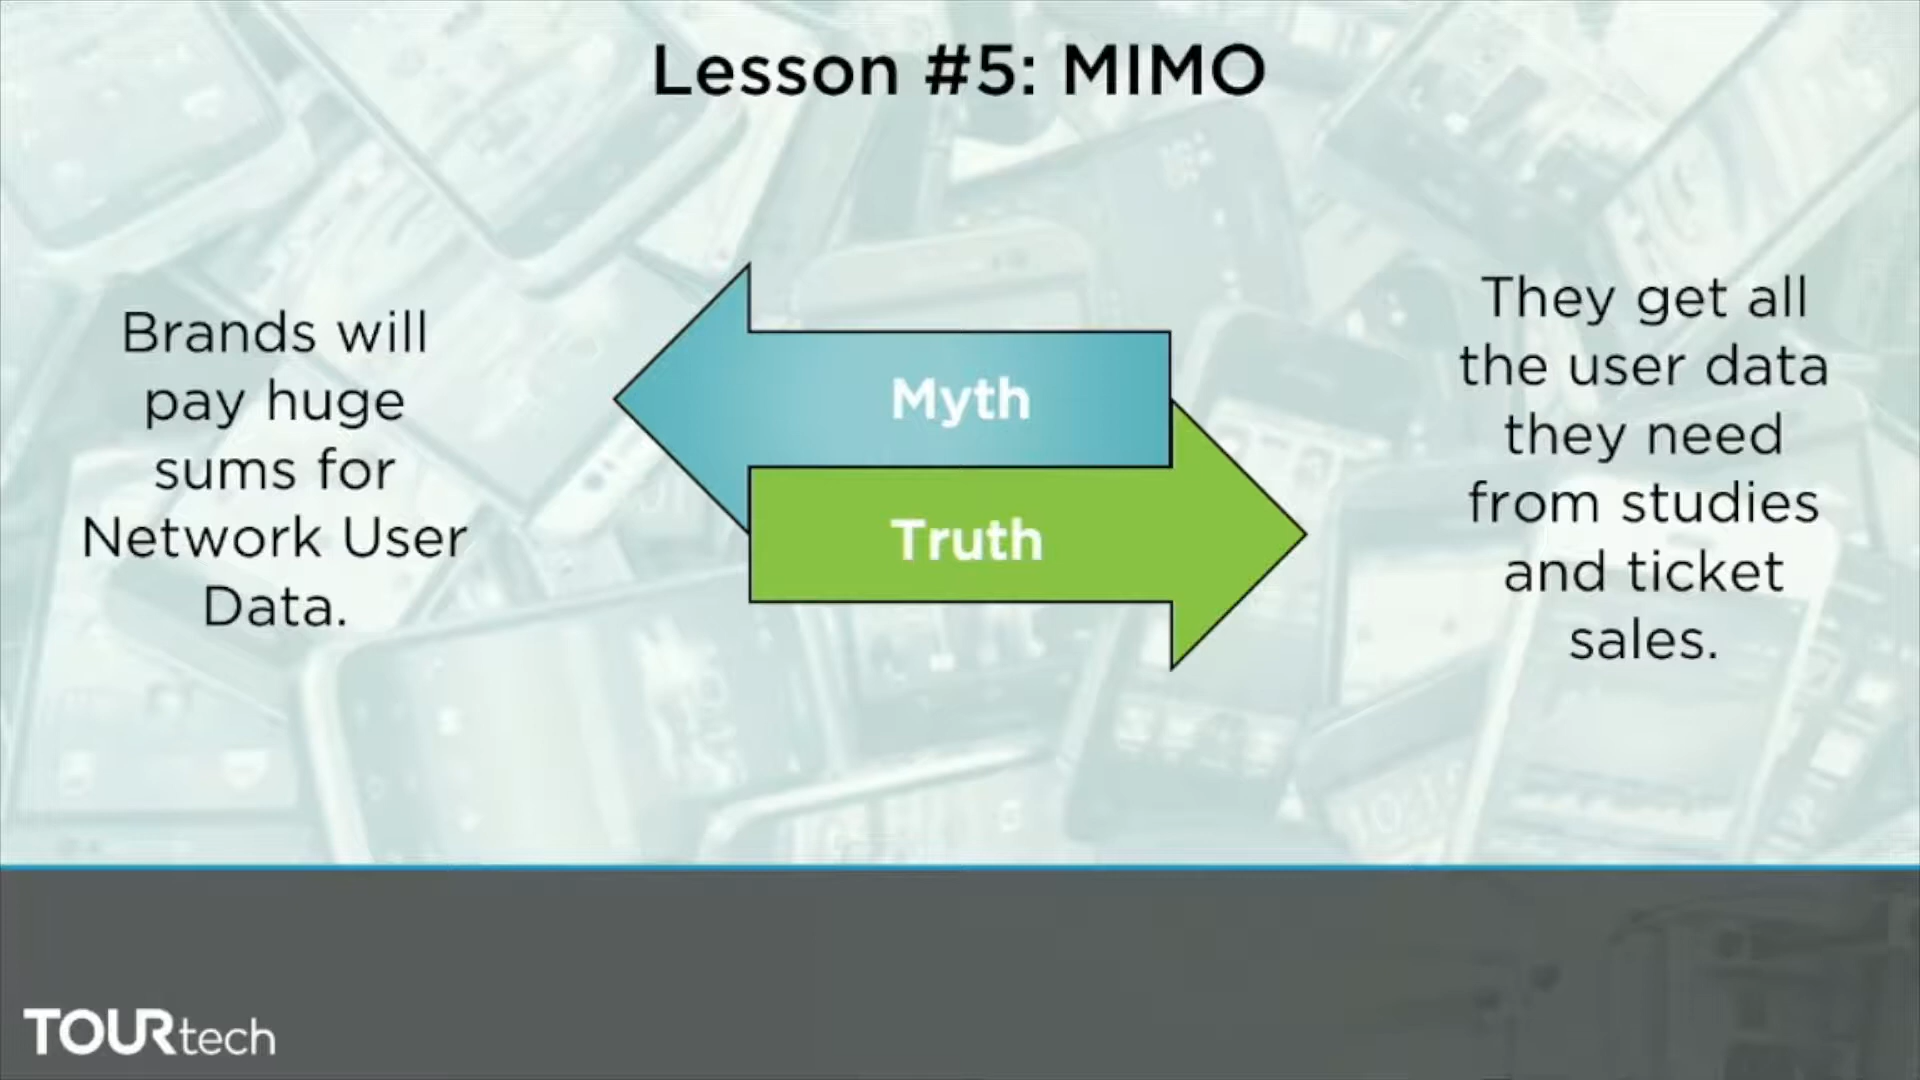 Lesson #5: MIMO
Brands will
pay huge
sums for
Network User
Data.
Myth
Truth
They get all
the user data
they need
from studies
and ticket
sales.
TOURtech